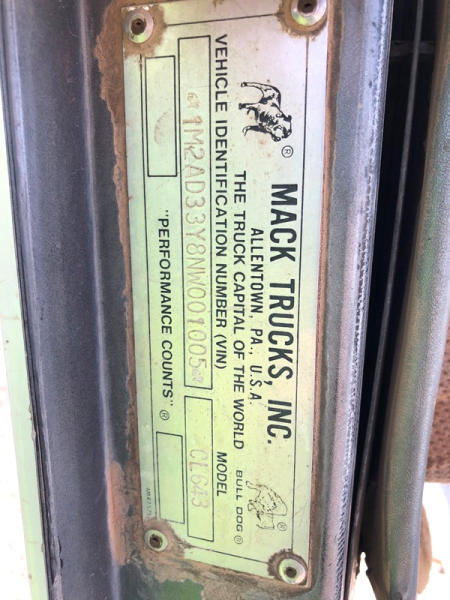 ® MACK TRUCKS, INC. ®
ALLENTOWN, PA., U.S.A.
THE TRUCK CAPITAL OF THE WORLD BULL DOG ®
VEHICLE IDENTIFICATION NUMBER (VIN) MODEL
1M2AD33Y8NW001005 CL643
"PERFORMANCE COUNTS" ®